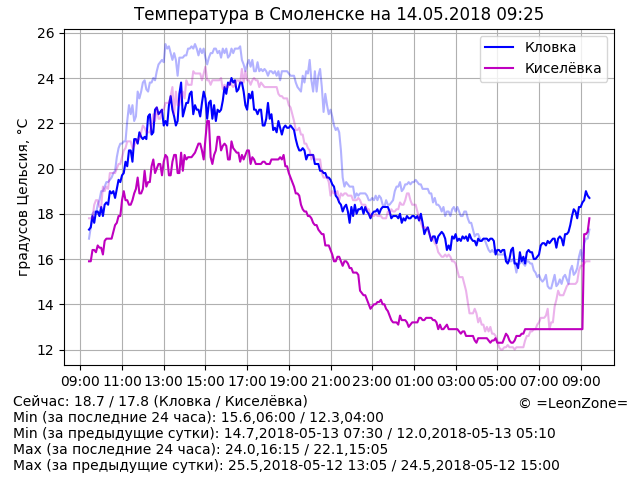 Температура в Смоленске на 14.05.2018 09:25
26
24
22
20
18
16
14
12
градусов Цельсия, °C
Кловка
Киселёвка
09:00 11:00 13:00 15:00 17:00 19:00 21:00 23:00 01:00 03:00 05:00 07:00 09:00
Сейчас: 18.7 / 17.8 (Кловка / Киселёвка)
© =LeonZone=
Min (за последние 24 часа): 15.6,06:00 / 12.3,04:00
Min (за предыдущие сутки): 14.7,2018-05-13 07:30 / 12.0,2018-05-13 05:10
Max (за последние 24 часа): 24.0,16:15 / 22.1,15:05
Max (за предыдущие сутки): 25.5,2018-05-12 13:05 / 24.5,2018-05-12 15:00